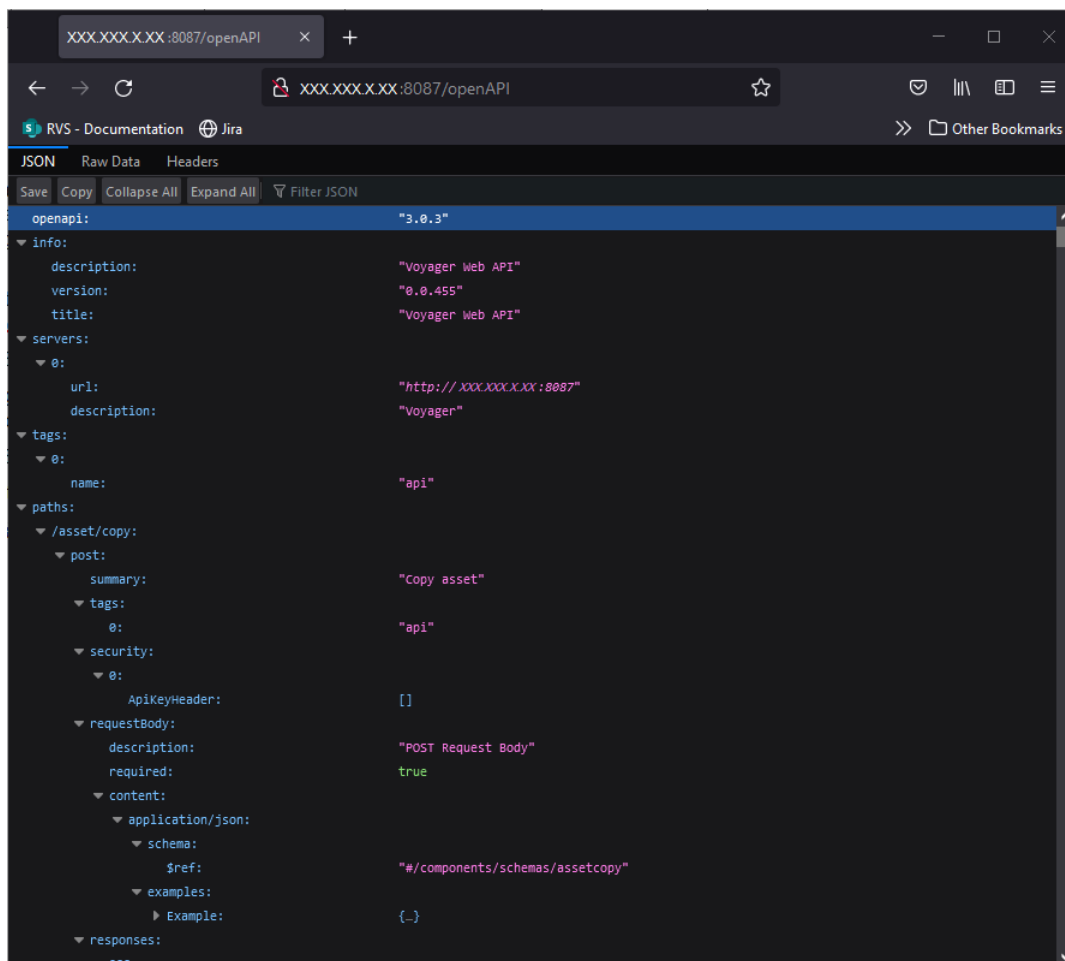 XXX.XXX.X.XX :8087/openAPI
XXX.XXX.X.XX:8087/openAPI
RVS - Documentation Jira Other Bookmarks
JSON Raw Data Headers
Save Copy Collapse All Expand All Filter JSON
openapi: "3.0.3"
info:
description: "Voyager Web API"
version: "0.0.455"
title: "Voyager Web API"
servers:
0:
url: "http:// XXX.XXX.X.XX :8087"
description: "Voyager"
tags:
0:
name: "api"
paths:
/asset/copy:
post:
summary: "Copy asset"
tags:
0: "api"
security:
0:
ApiKeyHeader: []
requestBody:
description: "POST Request Body"
required: true
content:
application/json:
schema:
$ref: "#/components/schemas/assetcopy"
examples:
Example: {…}
responses: